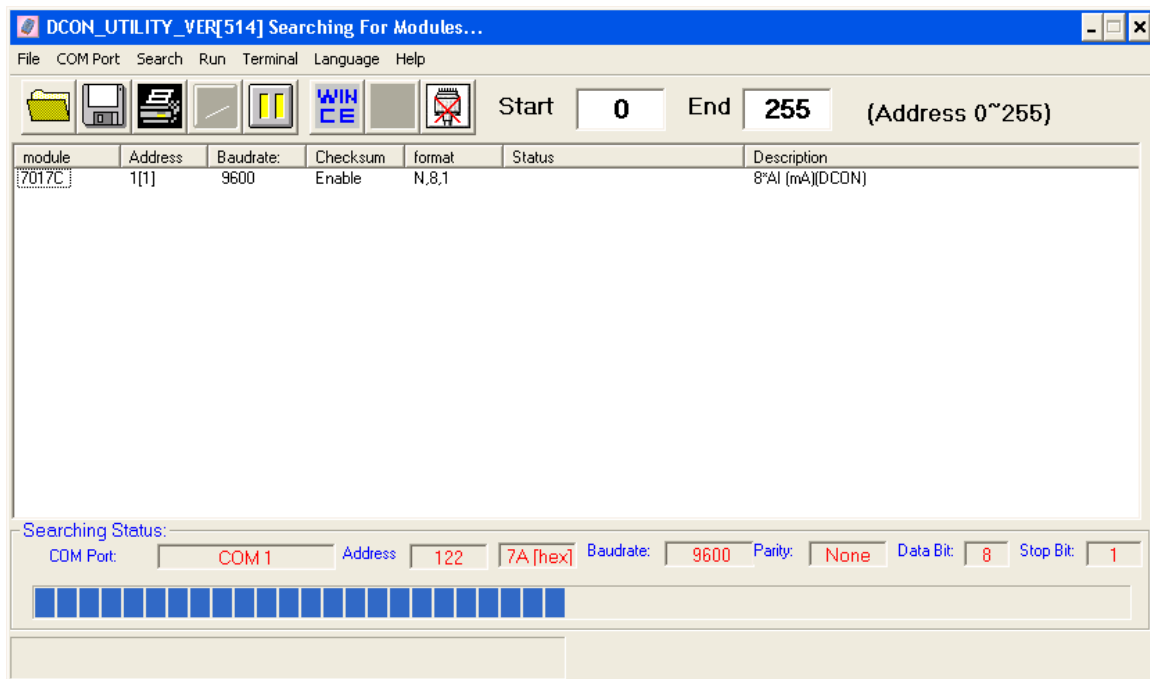 DCON_UTILITY_VER[514] Searching For Modules...
File COM Port Search Run Terminal Language Help
WIN CE Start 0 End 255 (Address 0~255)
module Address Baudrate: Checksum format Status Description
7017C 1[1] 9600 Enable N,8,1 8*AI (mA)(DCON)
Searching Status:
COM Port: COM 1 Address 122 7A [hex] Baudrate: 9600 Parity: None Data Bit: 8 Stop Bit: 1